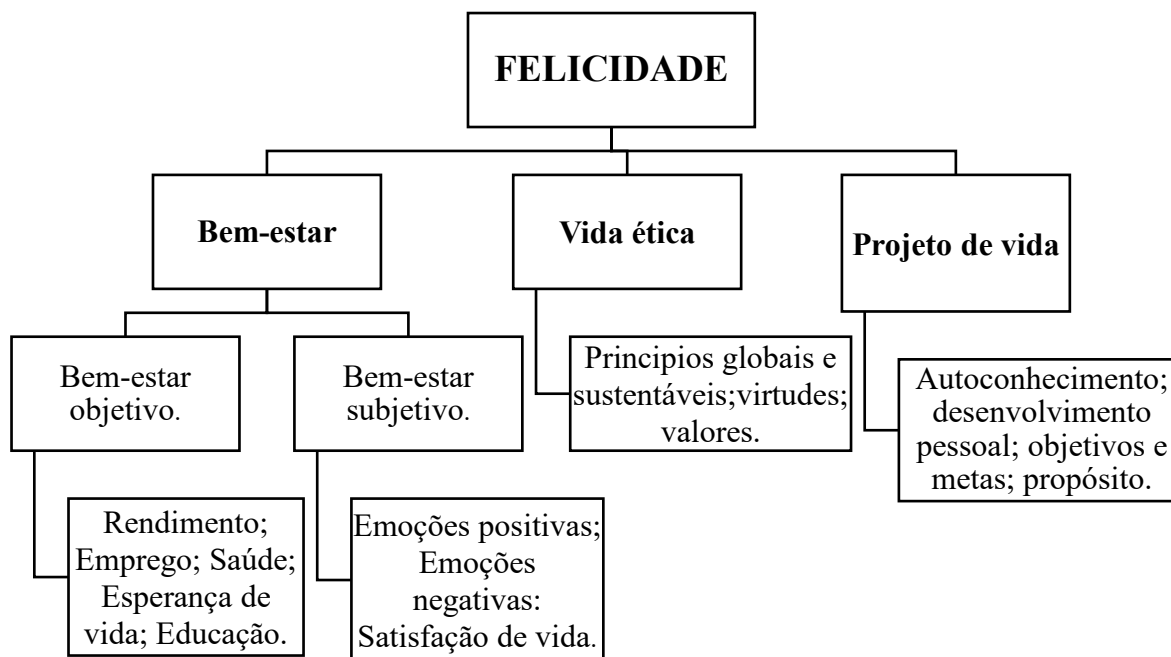 FELICIDADE
Bem-estar
Vida ética
Projeto de vida
Bem-estar
objetivo.
Bem-estar
subjetivo.
Principios globais e
sustentáveis;virtudes;
valores.
Autoconhecimento;
desenvolvimento
pessoal; objetivos e
metas; propósito.
Rendimento;
Emprego; Saúde;
Esperança de
vida; Educação.
Emoções positivas;
Emoções
negativas:
Satisfação de vida.